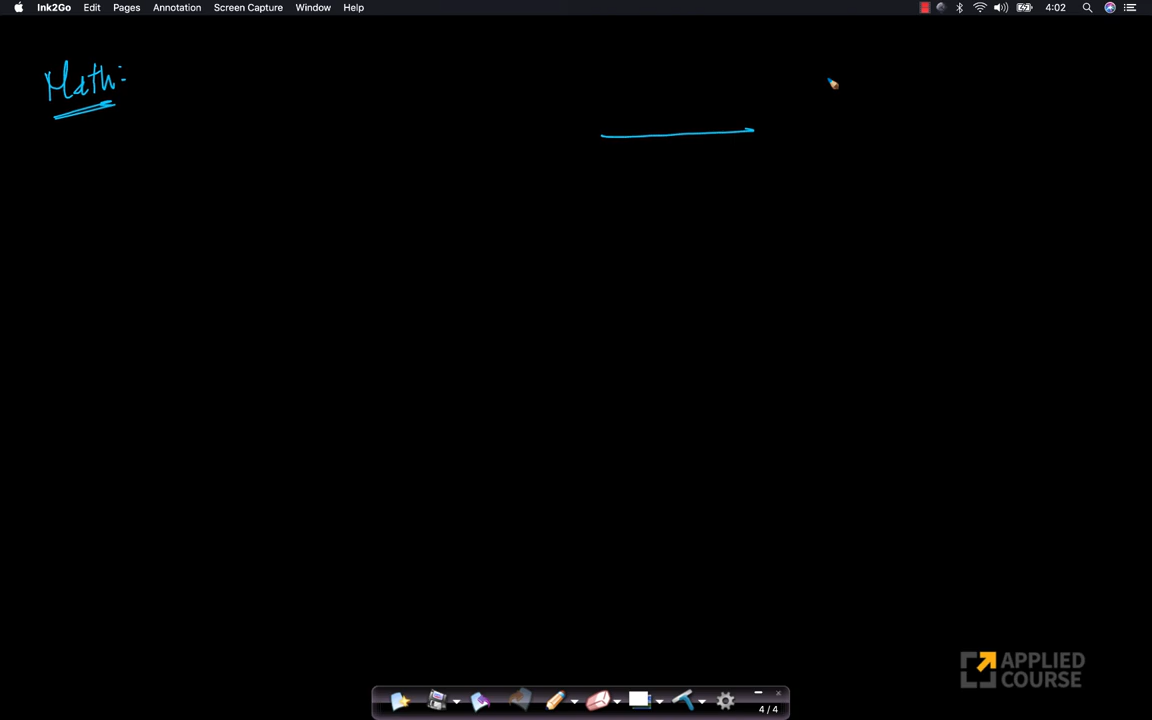 Ink2Go Edit Pages Annotation Screen Capture Window Help 4:02
Math:
APPLIED
COURSE
4 / 4